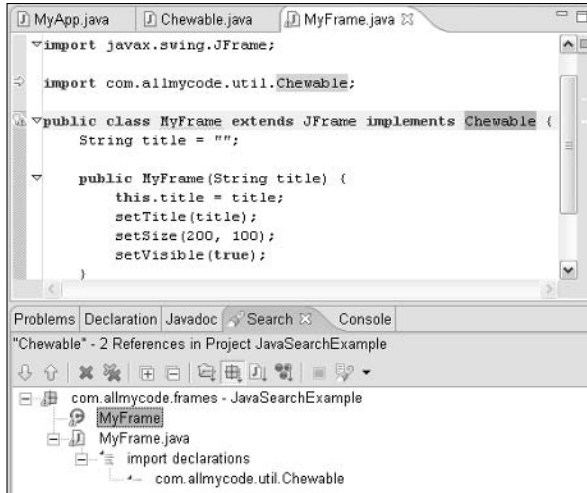 MyApp.java Chewable.java MyFrame.java
import javax.swing.JFrame;
import com.allmycode.util.Chewable;
public class MyFrame extends JFrame implements Chewable {
String title = "";
public MyFrame(String title) {
this.title = title;
setTitle(title);
setSize(200, 100);
setVisible(true);
}
Problems Declaration Javadoc Search Console
"Chewable" - 2 References in Project JavaSearchExample
com.allmycode.frames - JavaSearchExample
MyFrame
MyFrame.java
import declarations
com.allmycode.util.Chewable